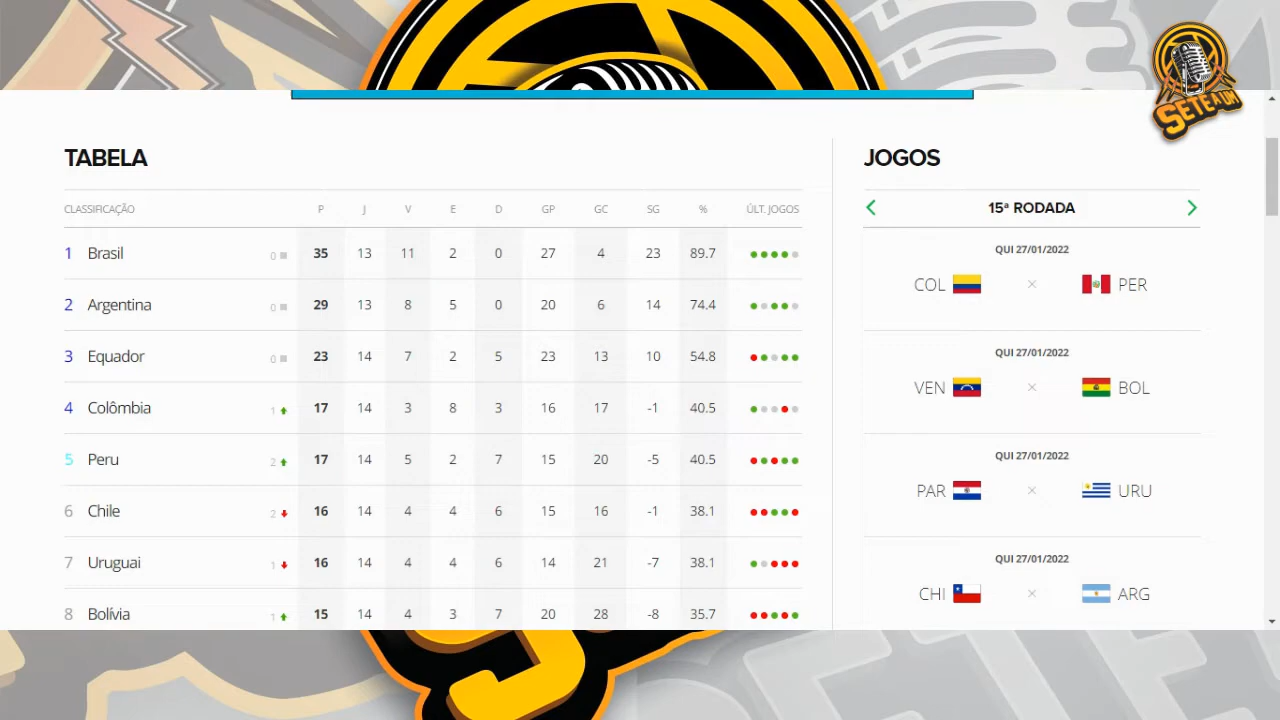 SETE A UM
TABELA
CLASSIFICAÇÃO P J V E D GP GC SG % ÚLT. JOGOS
1 Brasil 0 35 13 11 2 0 27 4 23 89.7
2 Argentina 0 29 13 8 5 0 20 6 14 74.4
3 Equador 0 23 14 7 2 5 23 13 10 54.8
4 Colômbia 1 17 14 3 8 3 16 17 -1 40.5
5 Peru 2 17 14 5 2 7 15 20 -5 40.5
6 Chile 2 16 14 4 4 6 15 16 -1 38.1
7 Uruguai 1 16 14 4 4 6 14 21 -7 38.1
8 Bolívia 1 15 14 4 3 7 20 28 -8 35.7
JOGOS
15ª RODADA
QUI 27/01/2022
COL × PER
QUI 27/01/2022
VEN × BOL
QUI 27/01/2022
PAR × URU
QUI 27/01/2022
CHI × ARG